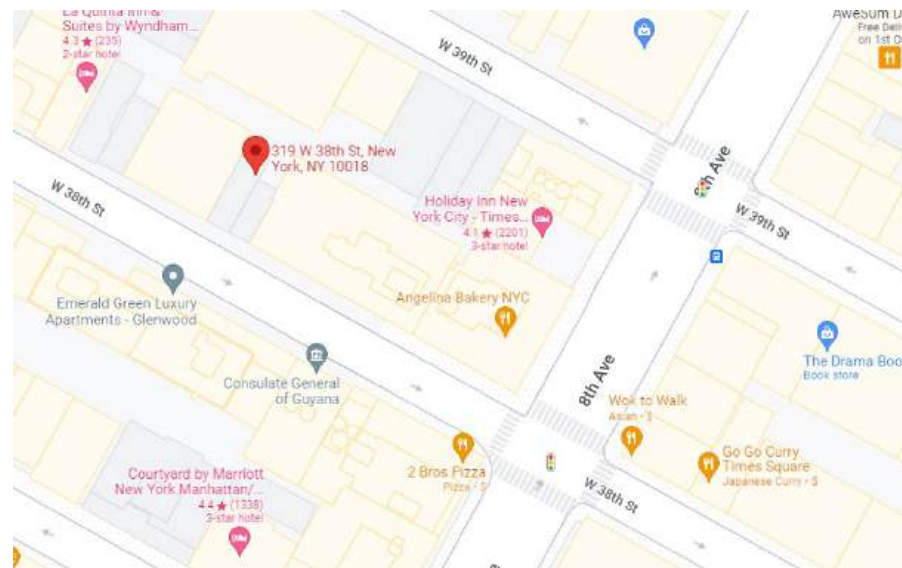 La Quinta Inn &
Suites by Wyndham...
4.3 ★ (235)
2-star hotel
W 39th St
AweSum D
Free Deli
on 1st O
319 W 38th St, New
York, NY 10018
8th Ave
W 38th St
Holiday Inn New
York City - Times...
4.1 ★ (2201)
3-star hotel
W 39th St
Emerald Green Luxury
Apartments - Glenwood
Angelina Bakery NYC
The Drama Boo
Book store
Consulate General
of Guyana
8th Ave
Wok to Walk
Asian · $
2 Bros Pizza
Pizza · $
Go Go Curry
Times Square
Japanese Curry · $
Courtyard by Marriott
New York Manhattan/...
4.4 ★ (1338)
3-star hotel
W 38th St